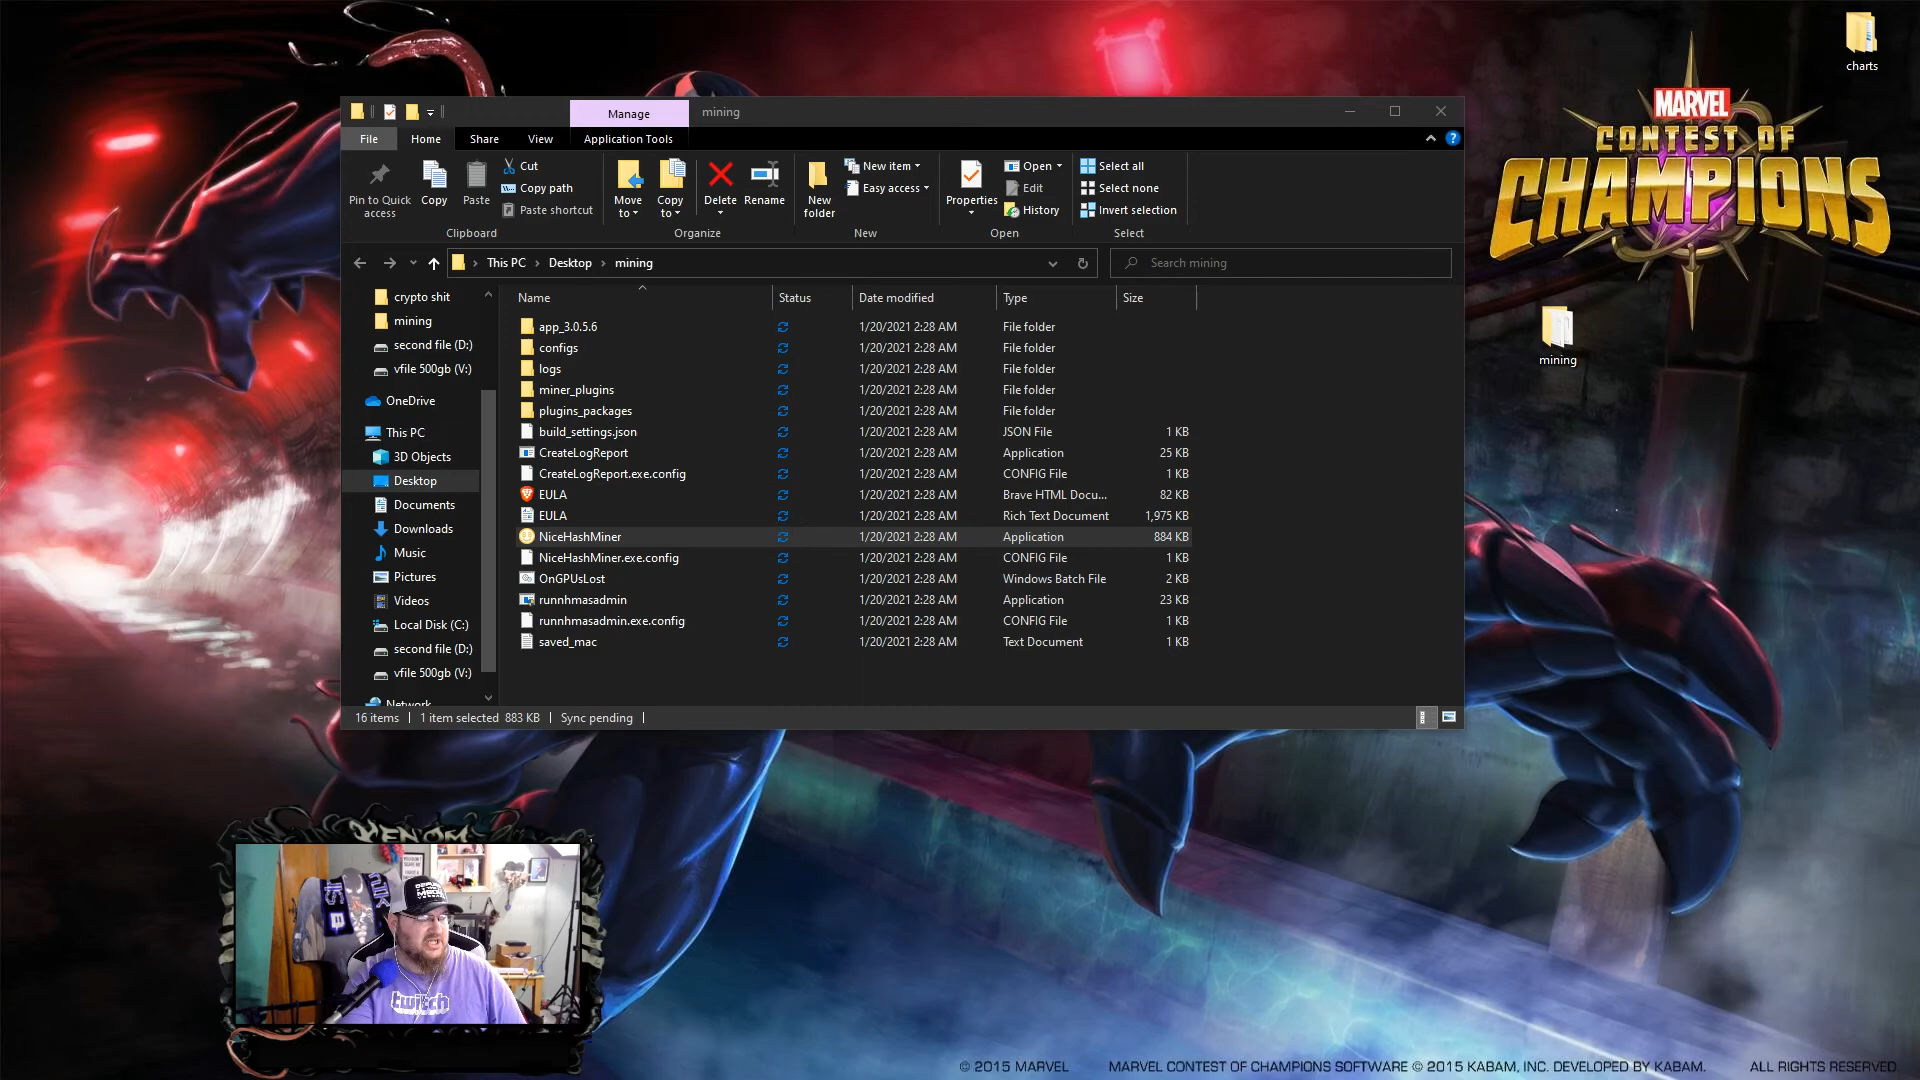 charts
MARVEL
CONTEST OF
CHAMPIONS
mining
Manage
mining
File
Home
Share
View
Application Tools
Pin to Quick access
Copy
Paste
Cut
Copy path
Paste shortcut
Clipboard
Move to
Copy to
Delete
Rename
Organize
New folder
New item
Easy access
New
Properties
Open
Edit
History
Open
Select all
Select none
Invert selection
Select
This PC
Desktop
mining
Search mining
crypto shit
mining
second file (D:)
vfile 500gb (V:)
OneDrive
This PC
3D Objects
Desktop
Documents
Downloads
Music
Pictures
Videos
Local Disk (C:)
second file (D:)
vfile 500gb (V:)
Network
Name Status Date modified Type Size
app_3.0.5.6 1/20/2021 2:28 AM File folder
configs 1/20/2021 2:28 AM File folder
logs 1/20/2021 2:28 AM File folder
miner_plugins 1/20/2021 2:28 AM File folder
plugins_packages 1/20/2021 2:28 AM File folder
build_settings.json 1/20/2021 2:28 AM JSON File 1 KB
CreateLogReport 1/20/2021 2:28 AM Application 25 KB
CreateLogReport.exe.config 1/20/2021 2:28 AM CONFIG File 1 KB
EULA 1/20/2021 2:28 AM Brave HTML Docu... 82 KB
EULA 1/20/2021 2:28 AM Rich Text Document 1,975 KB
NiceHashMiner 1/20/2021 2:28 AM Application 884 KB
NiceHashMiner.exe.config 1/20/2021 2:28 AM CONFIG File 1 KB
OnGPUsLost 1/20/2021 2:28 AM Windows Batch File 2 KB
runnhmasadmin 1/20/2021 2:28 AM Application 23 KB
runnhmasadmin.exe.config 1/20/2021 2:28 AM CONFIG File 1 KB
saved_mac 1/20/2021 2:28 AM Text Document 1 KB
16 items 1 item selected 883 KB Sync pending
VENOM
twitch
© 2015 MARVEL MARVEL CONTEST OF CHAMPIONS SOFTWARE © 2015 KABAM, INC. DEVELOPED BY KABAM. ALL RIGHTS RESERVED.